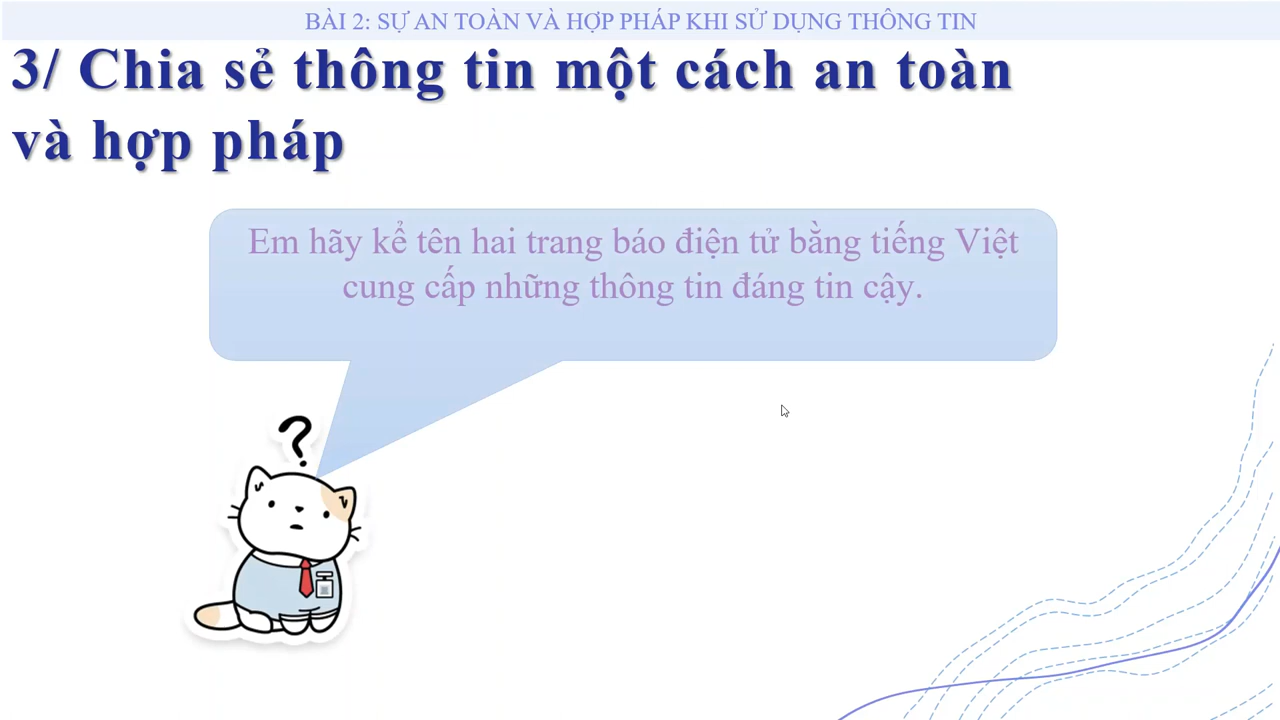 BÀI 2: SỰ AN TOÀN VÀ HỢP PHÁP KHI SỬ DỤNG THÔNG TIN
3/ Chia sẻ thông tin một cách an toàn
và hợp pháp
Em hãy kể tên hai trang báo điện tử bằng tiếng Việt
cung cấp những thông tin đáng tin cậy.
?